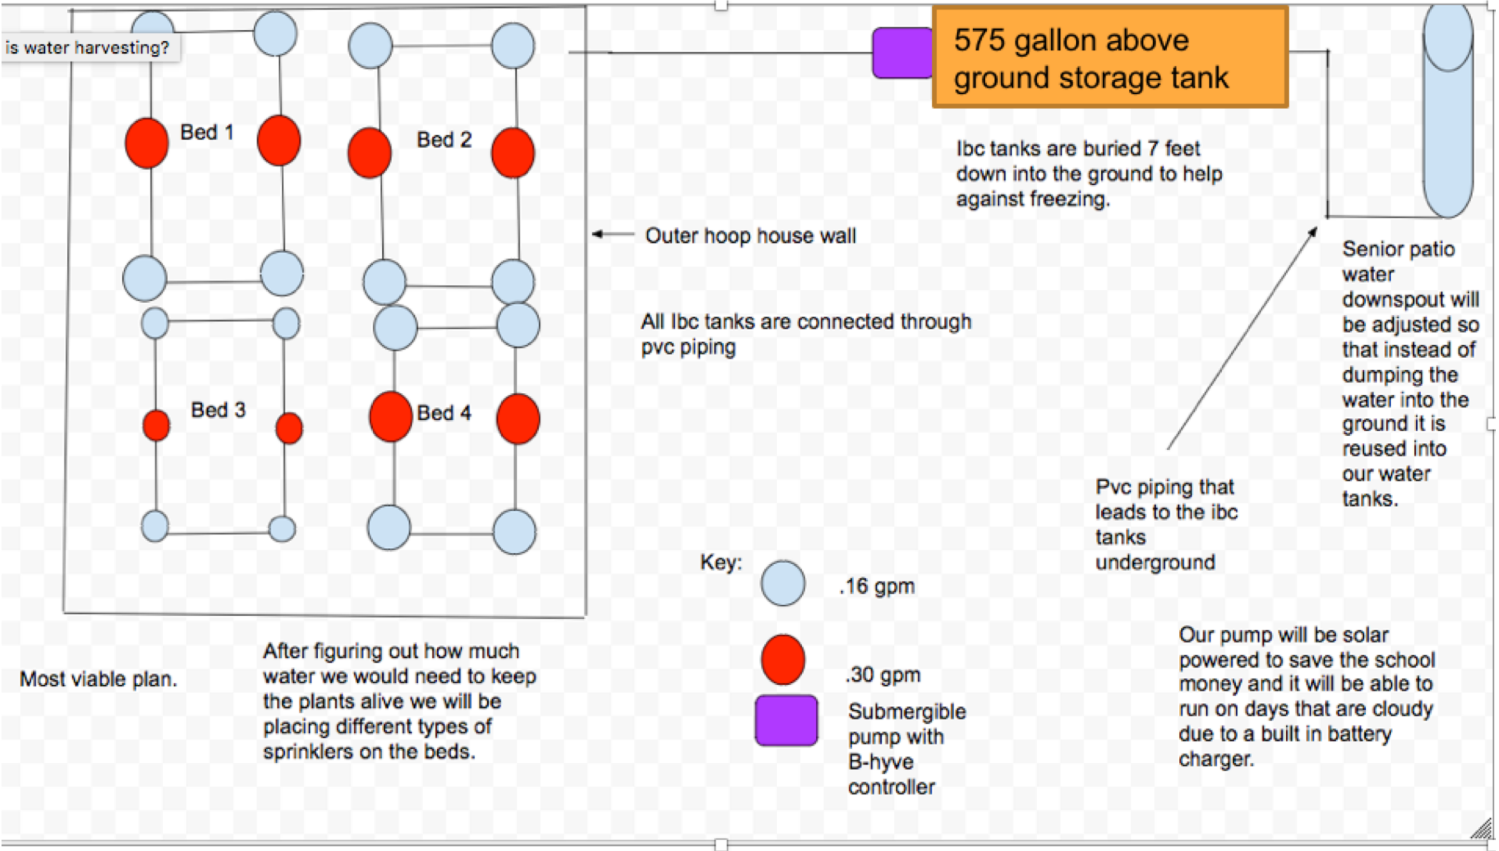 is water harvesting?
575 gallon above
ground storage tank
Bed 1
Bed 2
Ibc tanks are buried 7 feet
down into the ground to help
against freezing.
Outer hoop house wall
Senior patio
water
downspout will
be adjusted so
that instead of
dumping the
water into the
ground it is
reused into
our water
tanks.
All Ibc tanks are connected through
pvc piping
Bed 3
Bed 4
Pvc piping that
leads to the ibc
tanks
underground
Key:
.16 gpm
.30 gpm
Submergible
pump with
B-hyve
controller
Most viable plan.
After figuring out how much
water we would need to keep
the plants alive we will be
placing different types of
sprinklers on the beds.
Our pump will be solar
powered to save the school
money and it will be able to
run on days that are cloudy
due to a built in battery
charger.